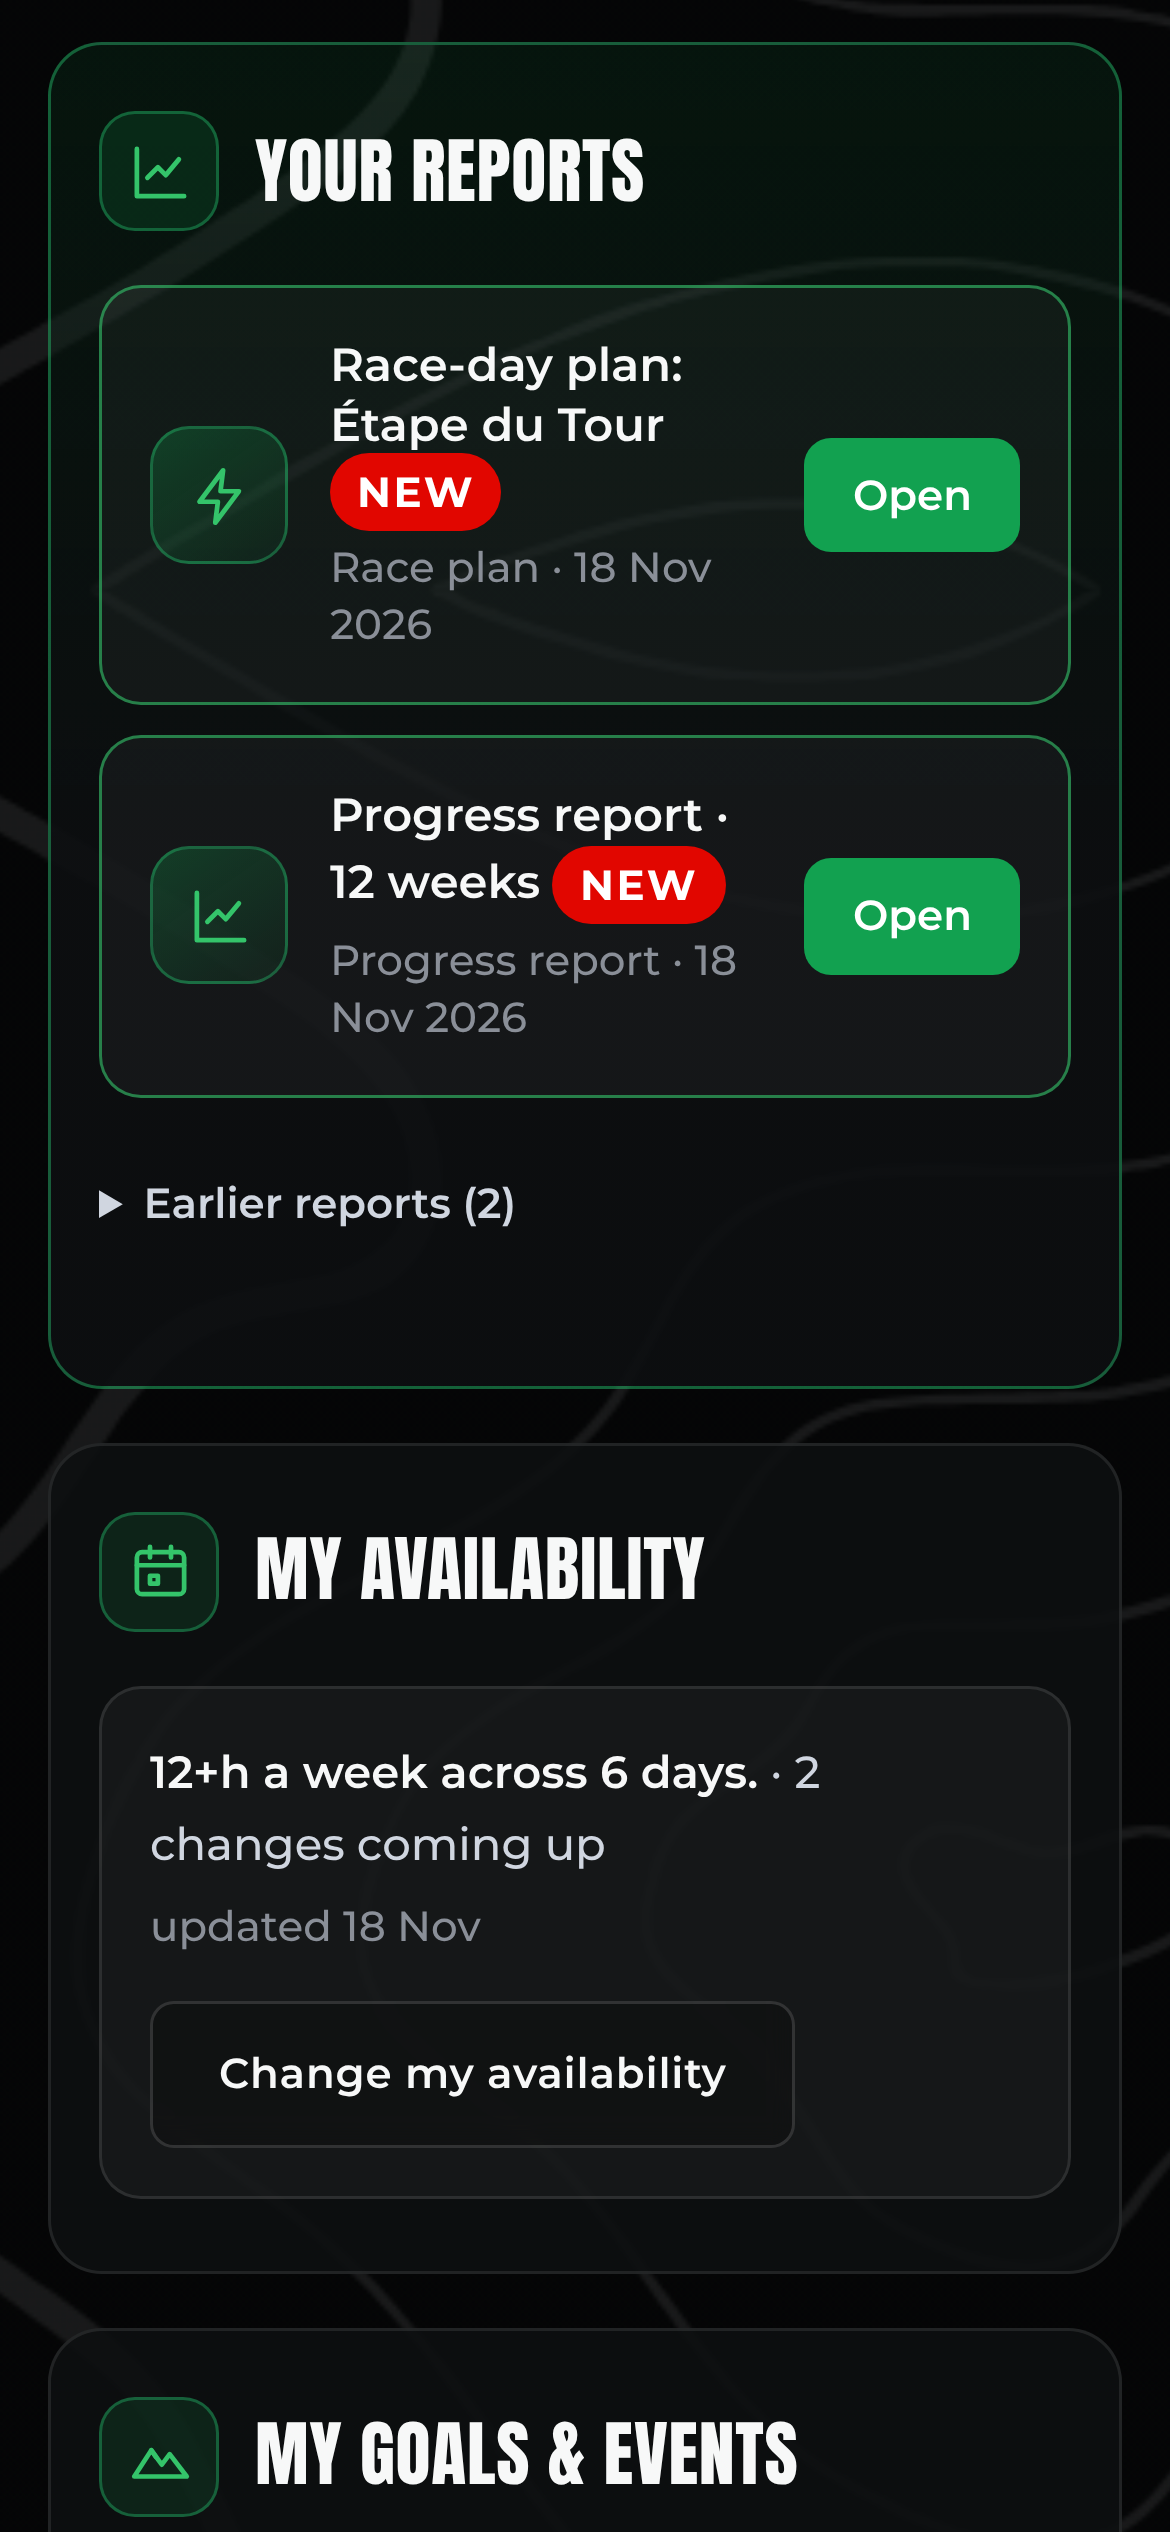 YOUR REPORTS
Race-day plan:
Étape du Tour
NEW
Race plan · 18 Nov
2026
Open
Progress report ·
12 weeks NEW
Progress report · 18
Nov 2026
Open
Earlier reports (2)
MY AVAILABILITY
12+h a week across 6 days. · 2
changes coming up
updated 18 Nov
Change my availability
MY GOALS & EVENTS